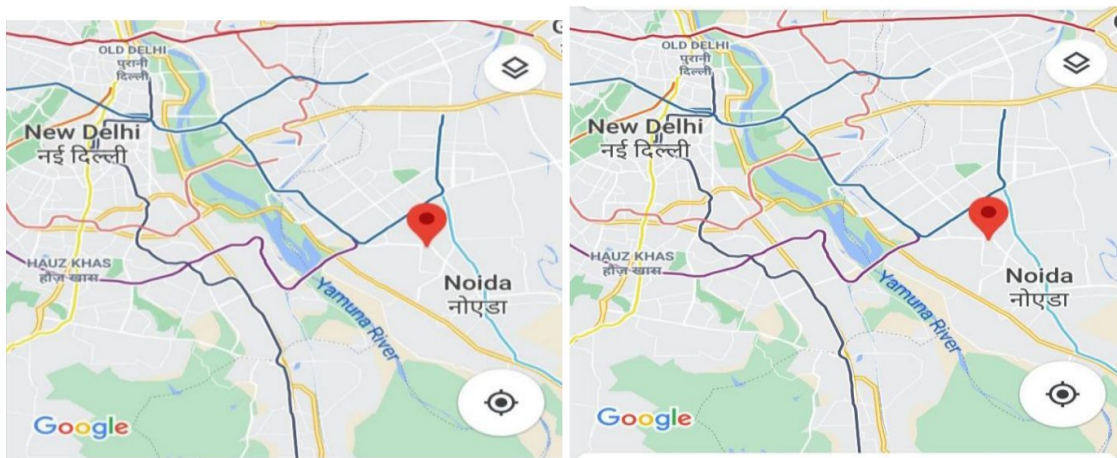 OLD DELHI
पुरानी
दिल्ली
New Delhi
नई दिल्ली
HAUZ KHAS
हौज़ खास
Noida
नोएडा
Yamuna River
Google
OLD DELHI
पुरानी
दिल्ली
New Delhi
नई दिल्ली
HAUZ KHAS
हौज़ खास
Noida
नोएडा
Yamuna River
Google